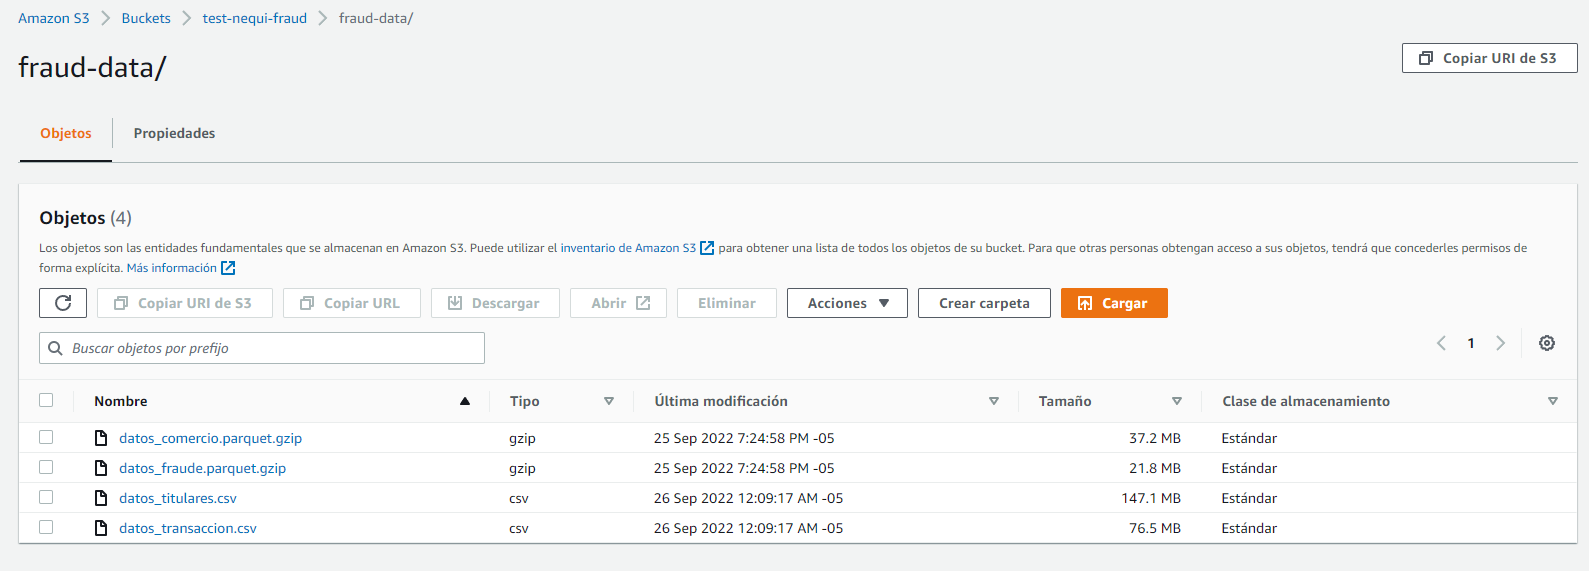 Amazon S3 > Buckets > test-nequi-fraud > fraud-data/
fraud-data/
Copiar URI de S3
Objetos
Propiedades
Objetos (4)
Los objetos son las entidades fundamentales que se almacenan en Amazon S3. Puede utilizar el inventario de Amazon S3 para obtener una lista de todos los objetos de su bucket. Para que otras personas obtengan acceso a sus objetos, tendrá que concederles permisos de
forma explícita. Más información
Copiar URI de S3 Copiar URL Descargar Abrir Eliminar Acciones Crear carpeta Cargar
Buscar objetos por prefijo
1
Nombre Tipo Última modificación Tamaño Clase de almacenamiento
datos_comercio.parquet.gzip gzip 25 Sep 2022 7:24:58 PM -05 37.2 MB Estándar
datos_fraude.parquet.gzip gzip 25 Sep 2022 7:24:58 PM -05 21.8 MB Estándar
datos_titulares.csv csv 26 Sep 2022 12:09:17 AM -05 147.1 MB Estándar
datos_transaccion.csv csv 26 Sep 2022 12:09:17 AM -05 76.5 MB Estándar